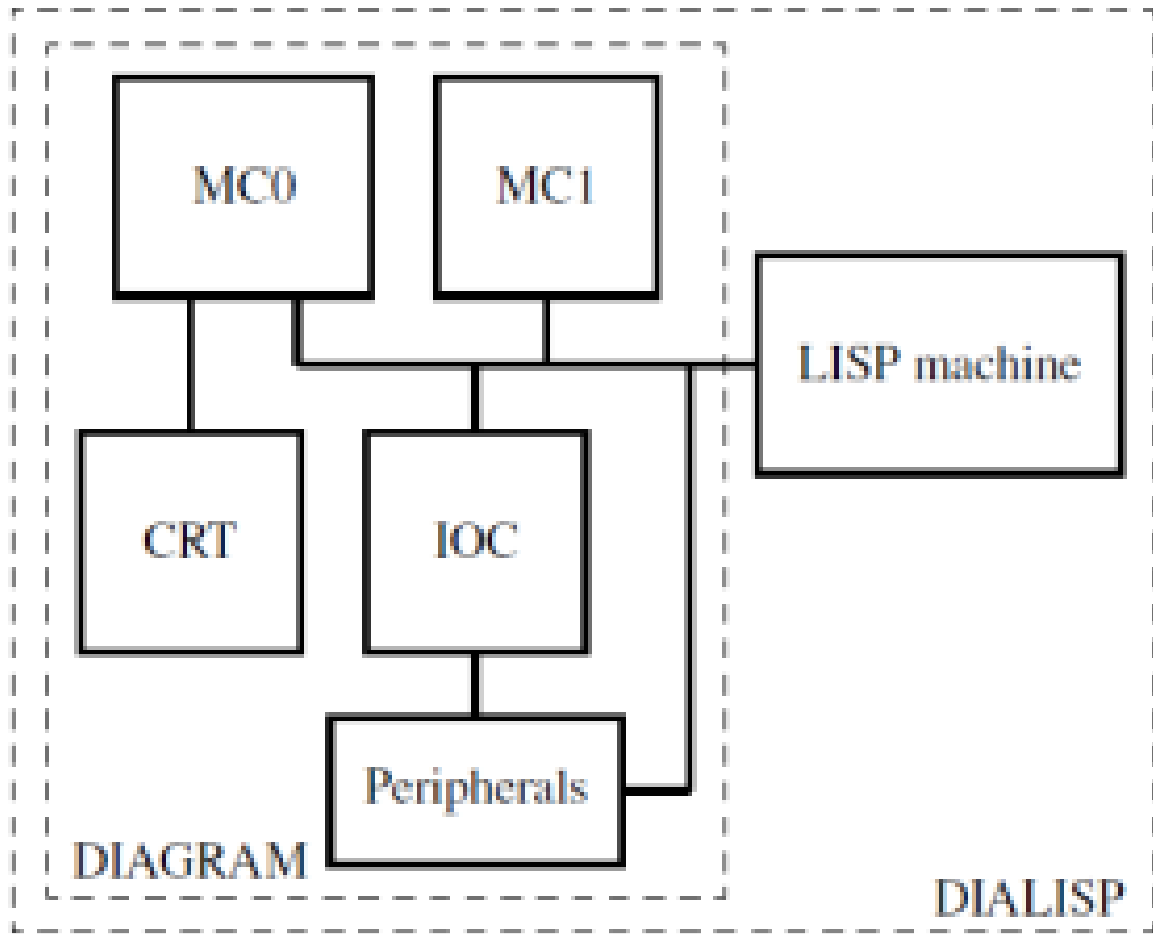 MC0
MC1
LISP machine
CRT
IOC
Peripherals
DIAGRAM
DIALISP